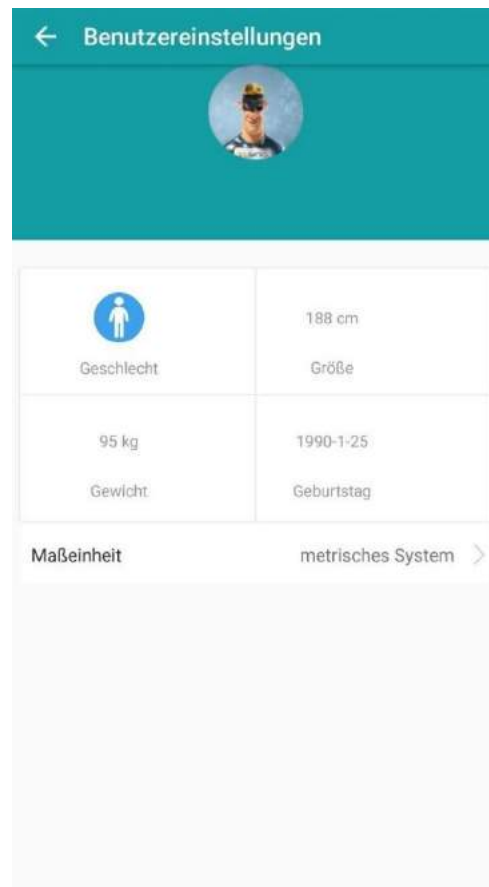 Benutzereinstellungen
188 cm
Geschlecht
Größe
95 kg
1990-1-25
Gewicht
Geburtstag
Maßeinheit
metrisches System